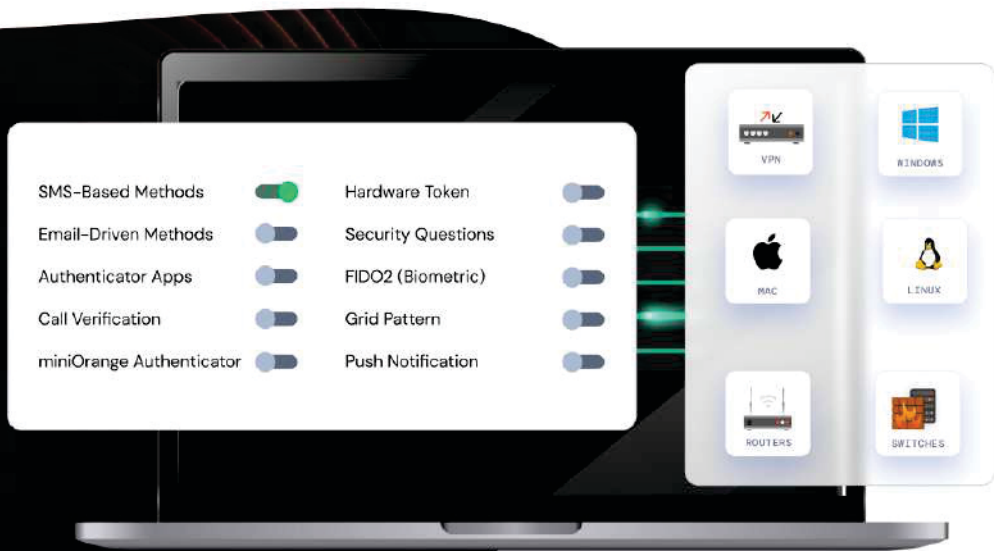 SMS-Based Methods
Email-Driven Methods
Authenticator Apps
Call Verification
miniOrange Authenticator
Hardware Token
Security Questions
FIDO2 (Biometric)
Grid Pattern
Push Notification
VPN
WINDOWS
MAC
LINUX
ROUTERS
SWITCHES